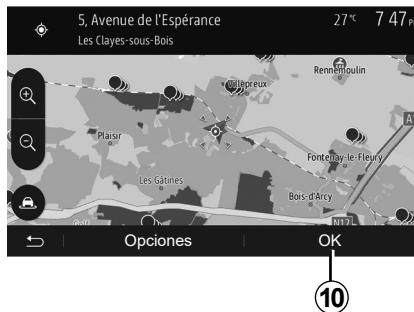 5, Avenue de l'Espérance
Les Clayes-sous-Bois
27 °C 7 47
Rennemoulin
Villepreux
Plaisir
Fontenay-le-Fleury
Les Gâtines
Bois-d'Arcy
N12
Opciones
OK
10